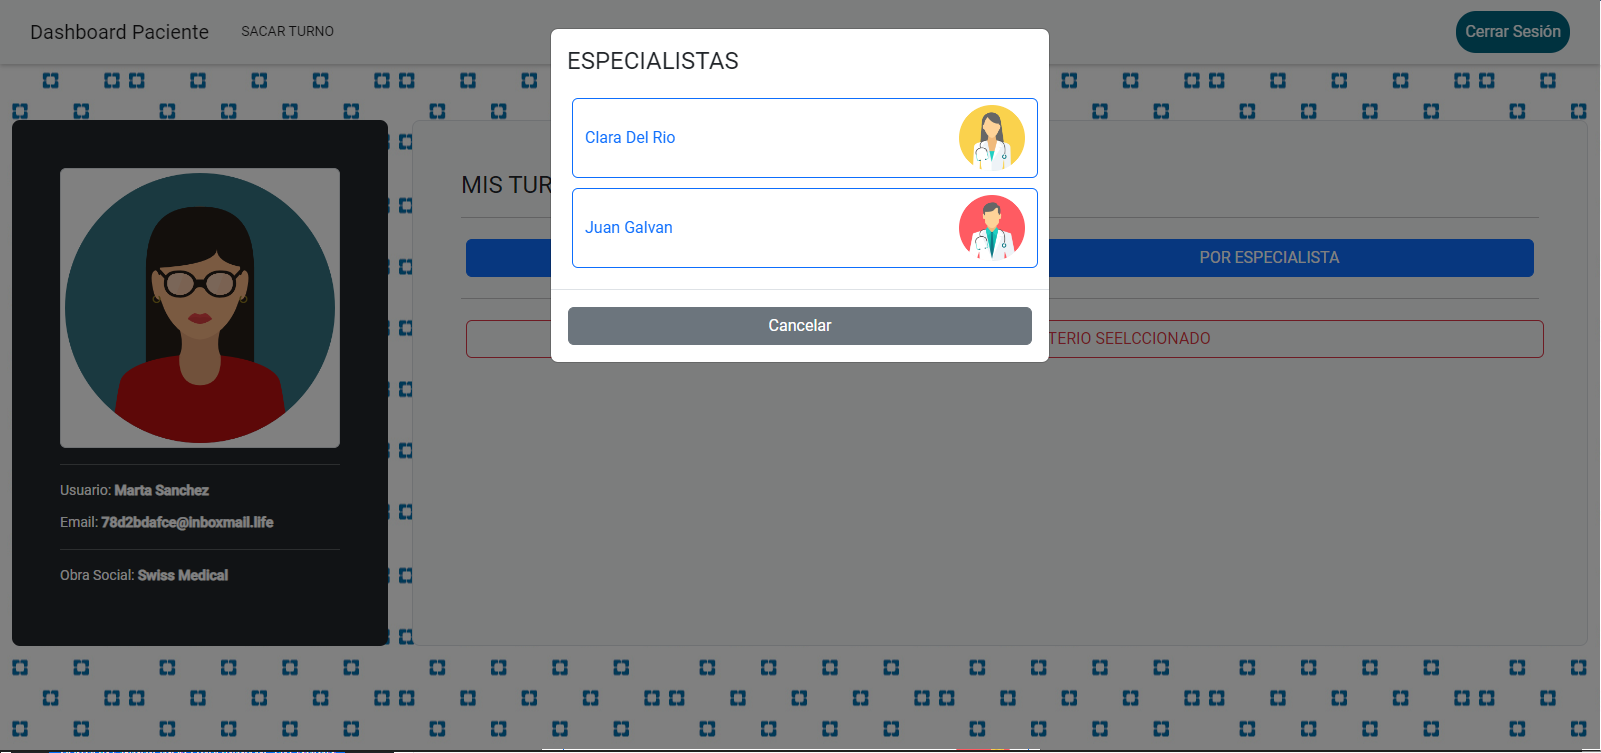 Dashboard Paciente
SACAR TURNO
Cerrar Sesión
ESPECIALISTAS
Clara Del Rio
Juan Galvan
Cancelar
MIS TUR
POR ESPECIALISTA
TERIO SEELCCIONADO
Usuario: Marta Sanchez
Email: 78d2bdafce@inboxmail.life
Obra Social: Swiss Medical